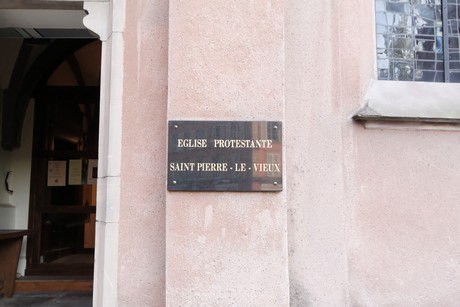 EGLISE PROTESTANTE
SAINT PIERRE - LE - VIEUX